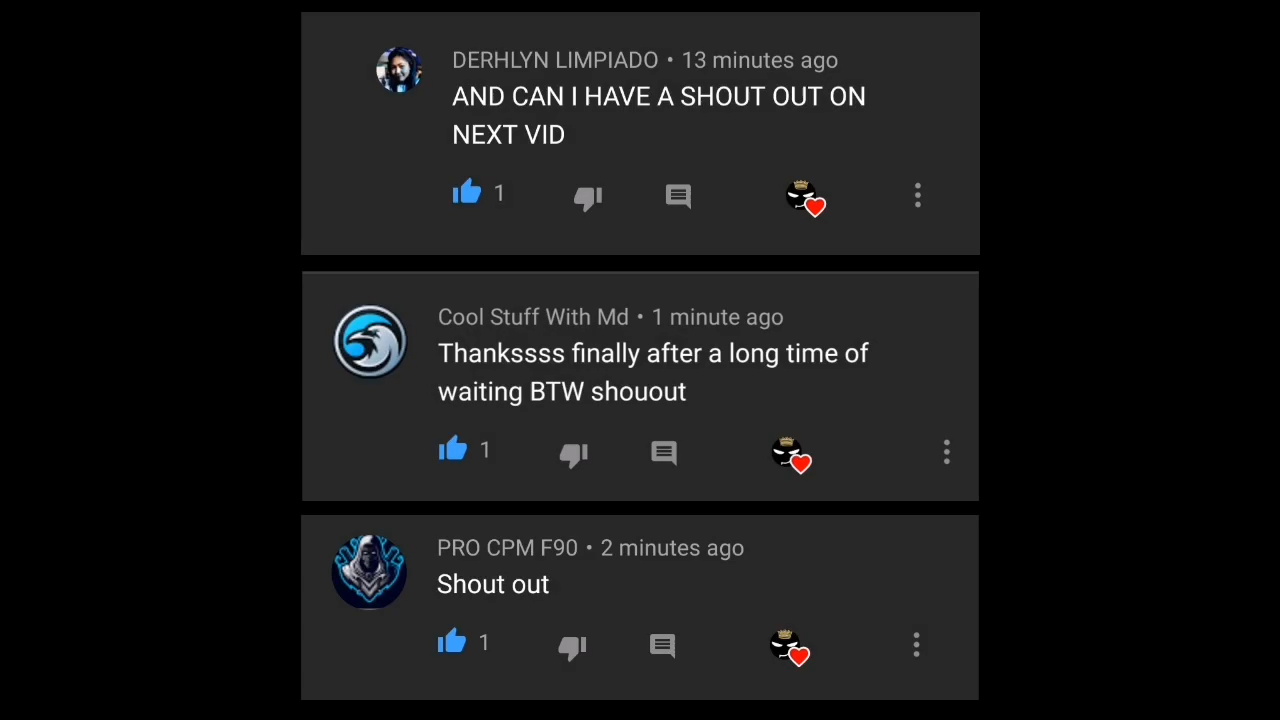 DERHLYN LIMPIADO • 13 minutes ago
AND CAN I HAVE A SHOUT OUT ON
NEXT VID
1
Cool Stuff With Md • 1 minute ago
Thankssss finally after a long time of
waiting BTW shouout
1
PRO CPM F90 • 2 minutes ago
Shout out
1